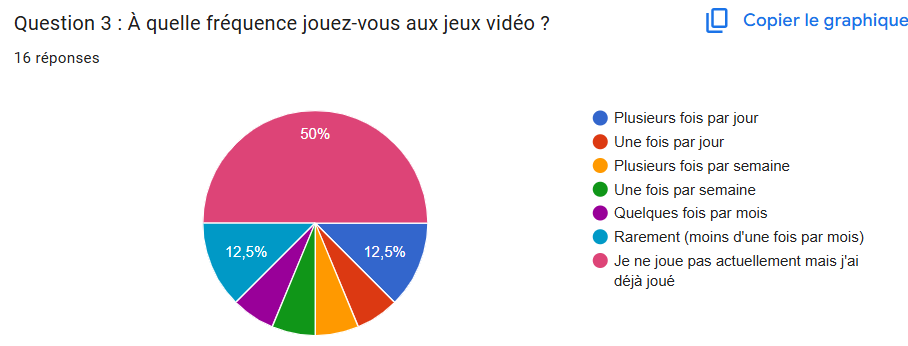 Question 3 : À quelle fréquence jouez-vous aux jeux vidéo ?
Copier le graphique
16 réponses
50%
12,5%
12,5%
Plusieurs fois par jour
Une fois par jour
Plusieurs fois par semaine
Une fois par semaine
Quelques fois par mois
Rarement (moins d'une fois par mois)
Je ne joue pas actuellement mais j'ai
déjà joué